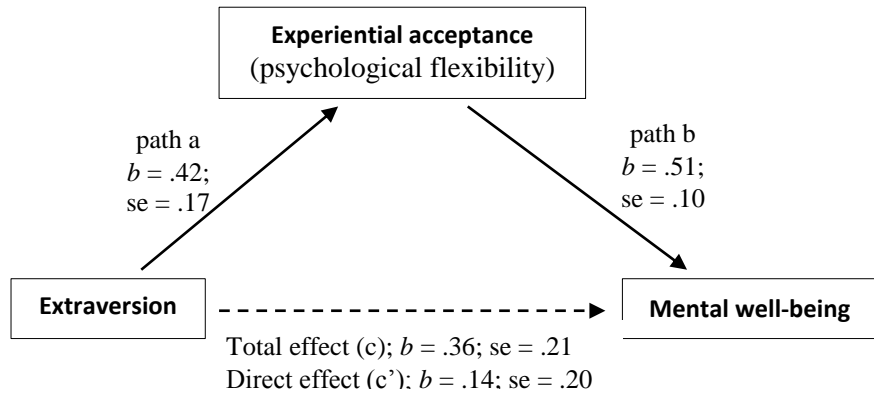 Experiential acceptance
(psychological flexibility)
path a
b = .42;
se = .17
path b
b = .51;
se = .10
Extraversion
Mental well-being
Total effect (c); b = .36; se = .21
Direct effect (c’); b = .14; se = .20